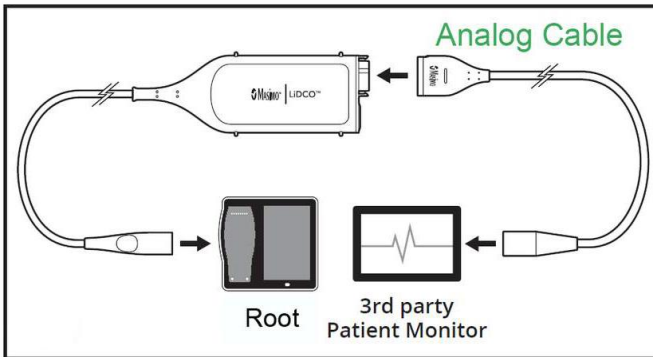 Analog Cable
Masimo | LiDCO™
Masimo
Root
3rd party
Patient Monitor